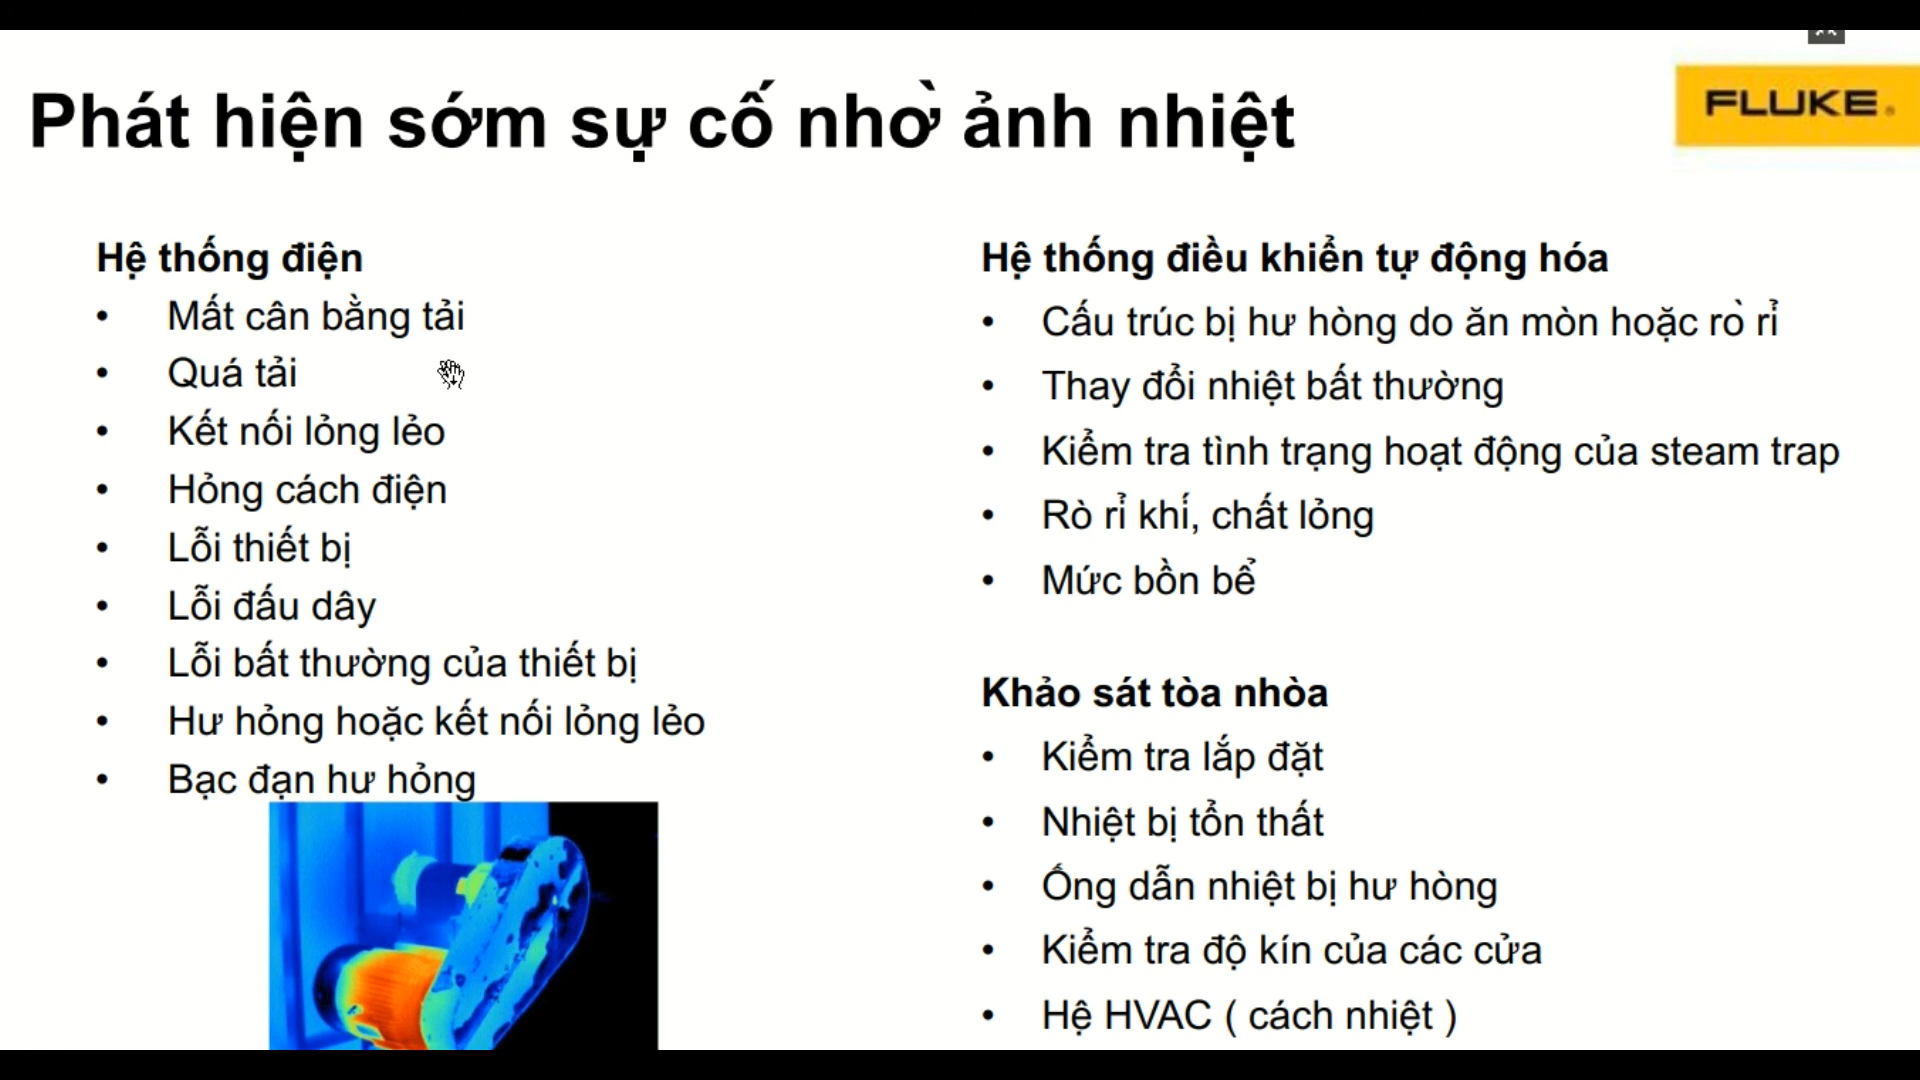 Phát hiện sớm sự cố nhờ ảnh nhiệt
FLUKE®
Hệ thống điện
• Mất cân bằng tải
• Quá tải
• Kết nối lỏng lẻo
• Hỏng cách điện
• Lỗi thiết bị
• Lỗi đấu dây
• Lỗi bất thường của thiết bị
• Hư hỏng hoặc kết nối lỏng lẻo
• Bạc đạn hư hỏng
Hệ thống điều khiển tự động hóa
• Cấu trúc bị hư hòng do ăn mòn hoặc rò rỉ
• Thay đổi nhiệt bất thường
• Kiểm tra tình trạng hoạt động của steam trap
• Rò rỉ khí, chất lỏng
• Mức bồn bể
Khảo sát tòa nhòa
• Kiểm tra lắp đặt
• Nhiệt bị tổn thất
• Ống dẫn nhiệt bị hư hòng
• Kiểm tra độ kín của các cửa
• Hệ HVAC ( cách nhiệt )